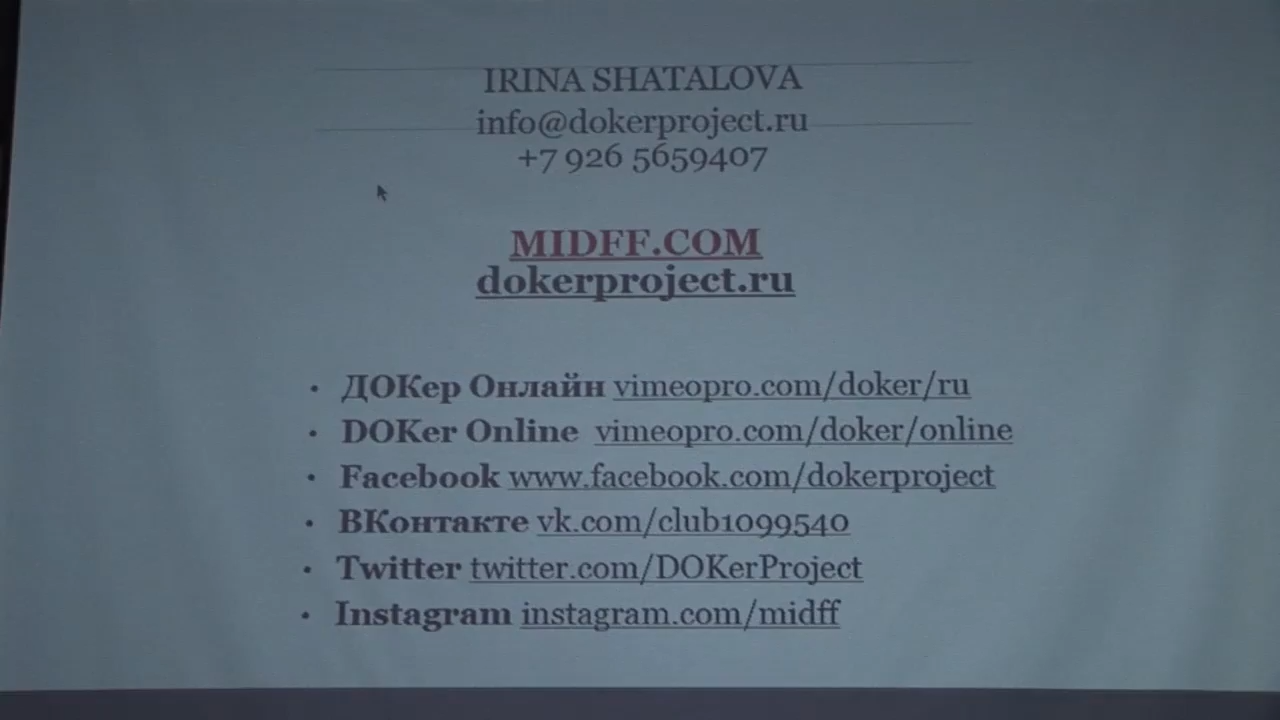 IRINA SHATALOVA
info@dokerproject.ru
+7 926 5659407
MIDFF.COM
dokerproject.ru
• ДОКер Онлайн vimeopro.com/doker/ru
• DOKer Online vimeopro.com/doker/online
• Facebook www.facebook.com/dokerproject
• ВКонтакте vk.com/club1099540
• Twitter twitter.com/DOKerProject
• Instagram instagram.com/midff